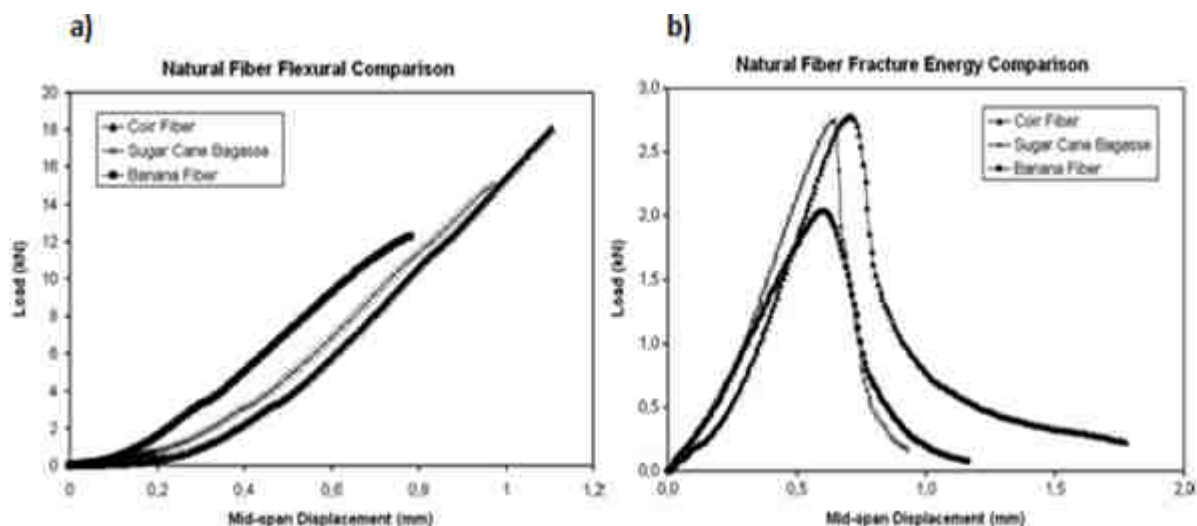 a)
Natural Fiber Flexural Comparison
20
18
16
14
12
10
8
6
4
2
0
Load (kN)
Coir Fiber
Sugar Cane Bagasse
Banana Fiber
0
0,2
0,4
0,6
0,8
1
1,2
Mid-span Displacement (mm)
b)
Natural Fiber Fracture Energy Comparison
3,0
2,5
2,0
1,5
1,0
0,5
0,0
Load (kN)
Coir Fiber
Sugar Cane Bagasse
Banana Fiber
0,0
0,5
1,0
1,5
2,0
Mid-span Displacement (mm)